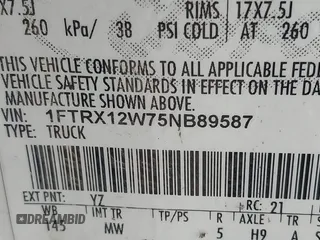 X7.5J RIMS 17X7.5J
260 kPa/ 38 PSI COLD AT 260
THIS VEHICLE CONFORMS TO ALL APPLICABLE FEDE
VEHICLE SAFETY STANDARDS IN EFFECT ON THE DA
MANUFACTURE SHOWN ABOVE.
VIN: 1FTRX12W75NB89587
TYPE: TRUCK
EXT PNT: YZ RC: 21
WB INT TR TP/PS R AXLE TR
145 MW 5 H9 A
DREAMBID